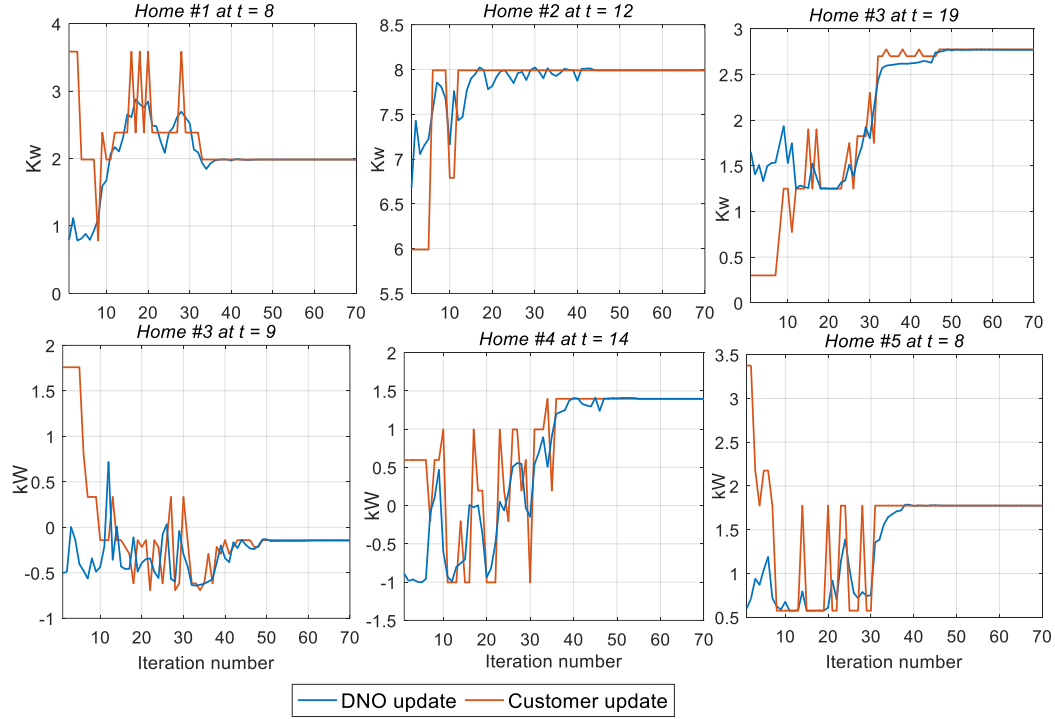 Home #1 at t = 8
Home #2 at t = 12
Home #3 at t = 19
4
3
2
1
0
Kw
10 20 30 40 50 60 70
8.5
8
7.5
7
6.5
6
5.5
Kw
10 20 30 40 50 60 70
3
2.5
2
1.5
1
0.5
0
Kw
10 20 30 40 50 60 70
Home #3 at t = 9
Home #4 at t = 14
Home #5 at t = 8
2
1.5
1
0.5
0
-0.5
-1
kW
10 20 30 40 50 60 70
Iteration number
2
1.5
1
0.5
0
-0.5
-1
-1.5
kW
10 20 30 40 50 60 70
Iteration number
3.5
3
2.5
2
1.5
1
0.5
kW
10 20 30 40 50 60 70
Iteration number
DNO update Customer update